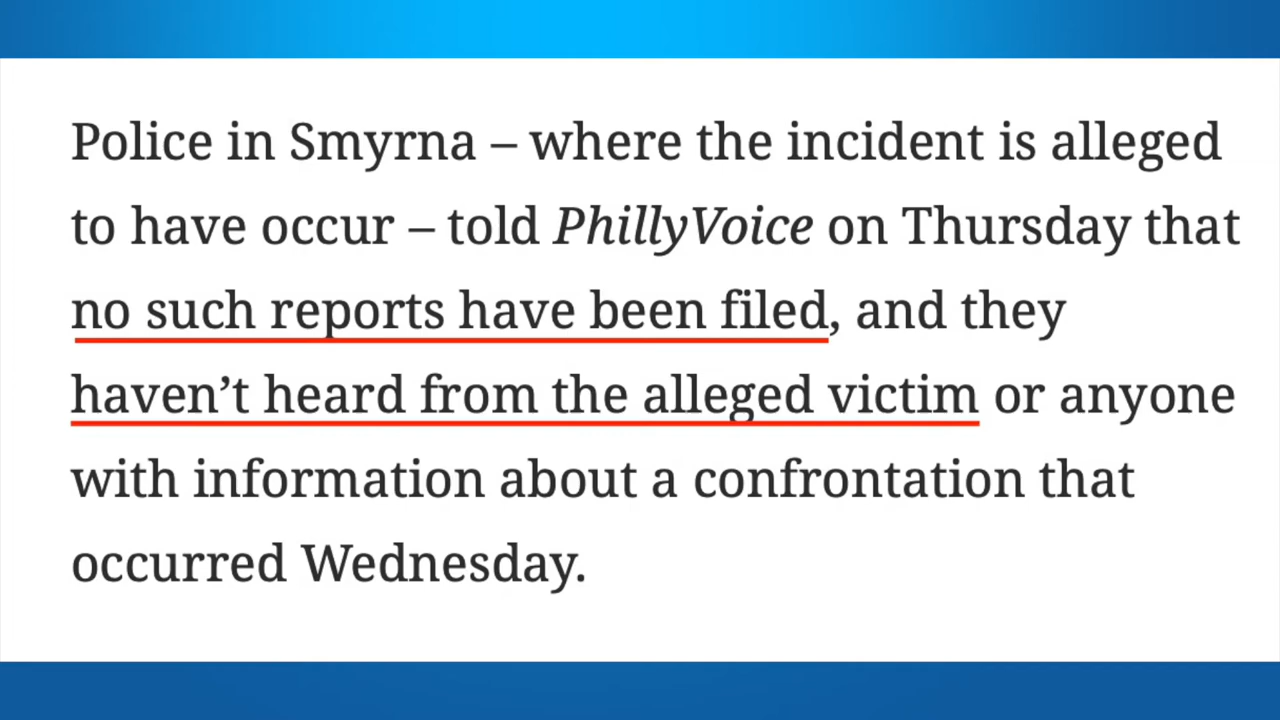 Police in Smyrna – where the incident is alleged
to have occur – told PhillyVoice on Thursday that
no such reports have been filed, and they
haven’t heard from the alleged victim or anyone
with information about a confrontation that
occurred Wednesday.